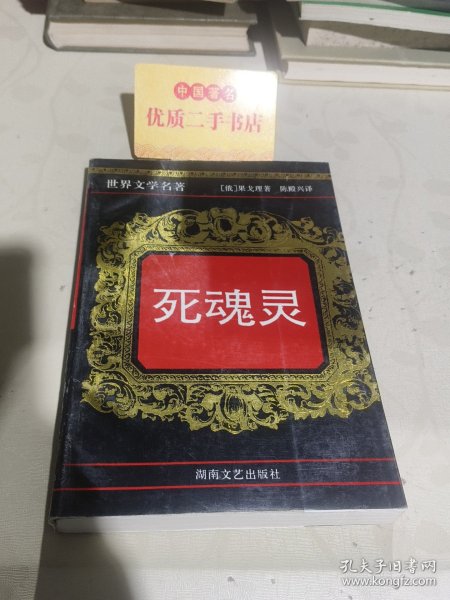 中国著名
优质二手书店
世界文学名著 [俄]果戈理著 陈殿兴译
死魂灵
湖南文艺出版社
孔夫子旧书网
www.kongfz.com